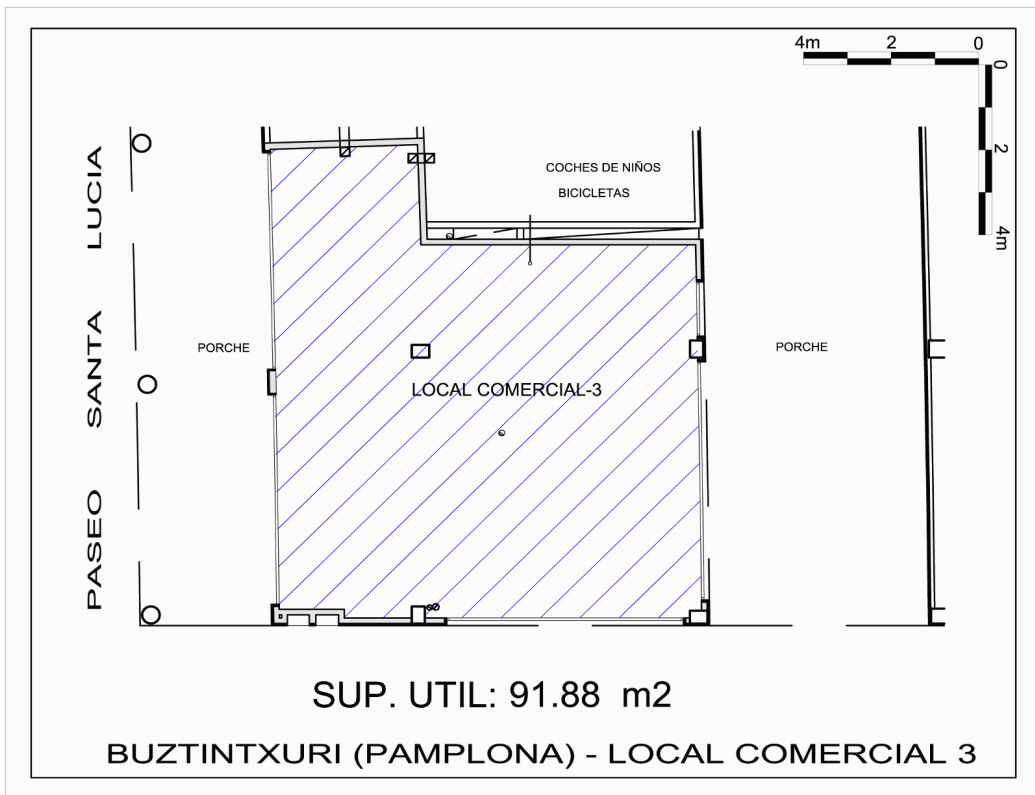 4m 2 0
0
2
4m
COCHES DE NIÑOS
BICICLETAS
PASEO SANTA LUCIA
PORCHE
PORCHE
LOCAL COMERCIAL-3
SUP. UTIL: 91.88 m2
BUZTINTXURI (PAMPLONA) - LOCAL COMERCIAL 3